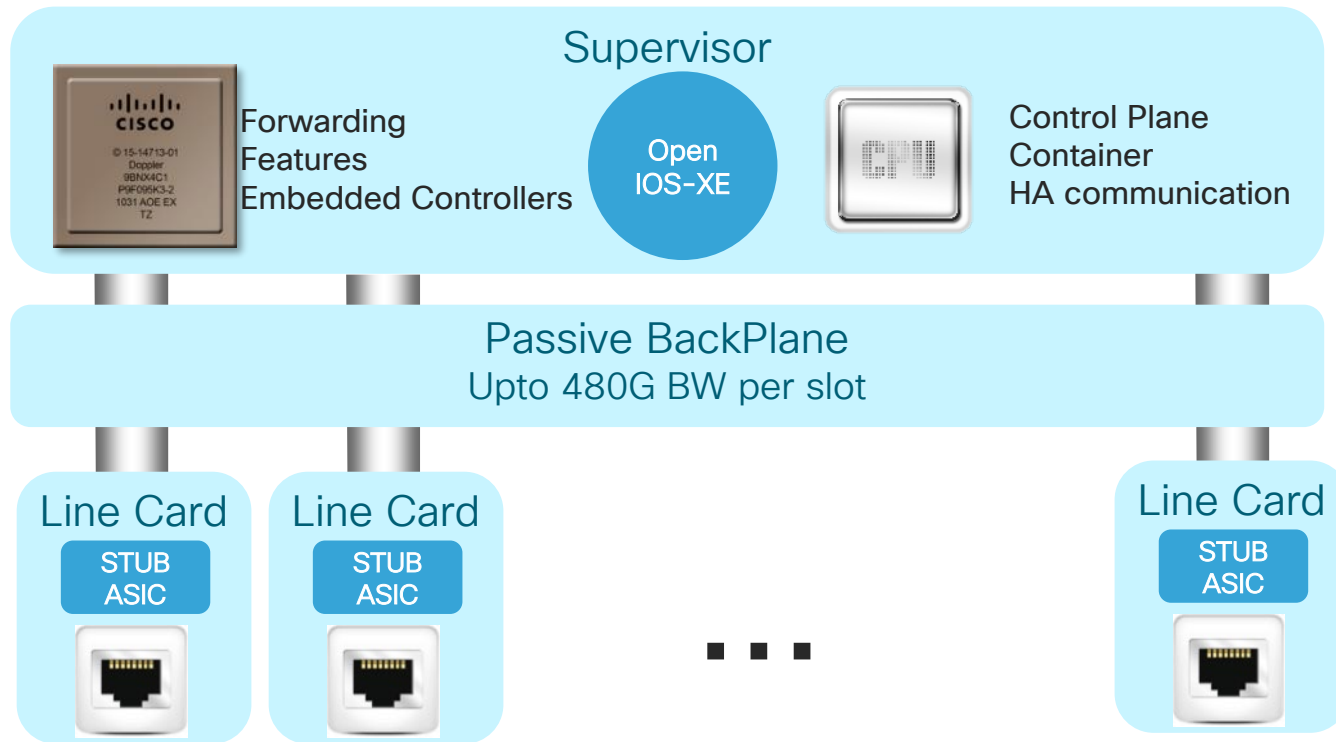 Supervisor
CISCO
© 15-14713-01
Doppler
9BNX4C1
P9F095K3-2
1031 AOE EX
TZ
Forwarding
Features
Embedded Controllers
Open
IOS-XE
CPU
Control Plane
Container
HA communication
Passive BackPlane
Upto 480G BW per slot
Line Card
STUB
ASIC
Line Card
STUB
ASIC
...
Line Card
STUB
ASIC